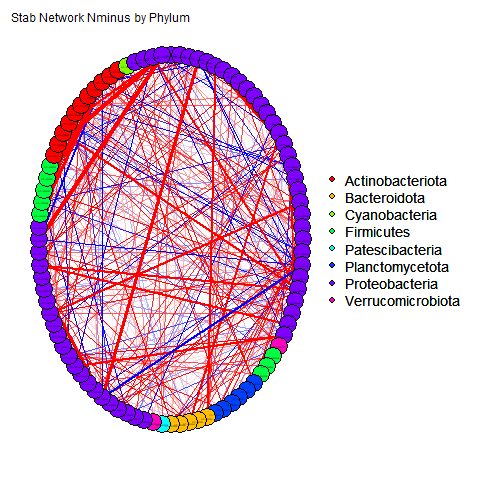 Stab Network Nminus by Phylum
Actinobacteriota
Bacteroidota
Cyanobacteria
Firmicutes
Patescibacteria
Planctomycetota
Proteobacteria
Verrucomicrobiota